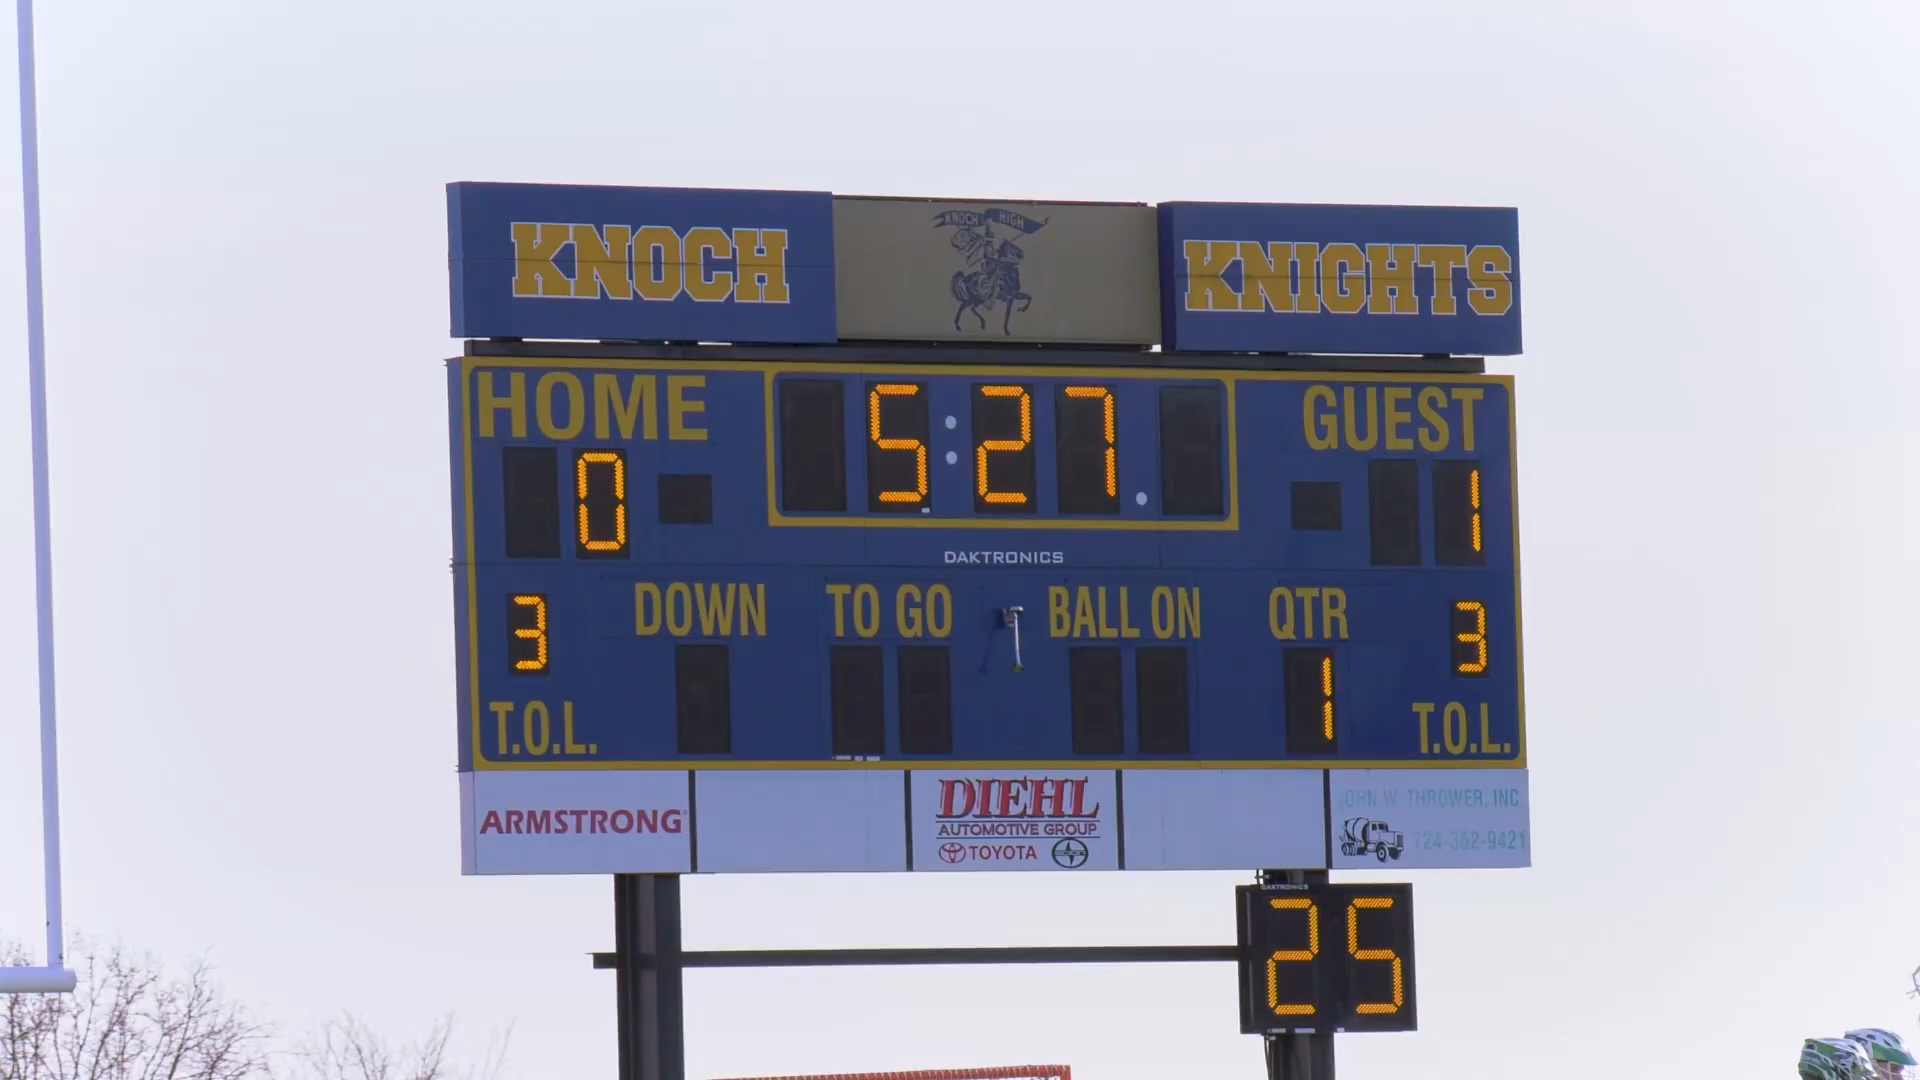 KNOCH
KNOCH HIGH
KNIGHTS
HOME
5:27
GUEST
0
1
DAKTRONICS
3
DOWN
TO GO
BALL ON
QTR
3
1
T.O.L.
T.O.L.
ARMSTRONG
DIEHL
AUTOMOTIVE GROUP
TOYOTA
JOHN W. THROWER, INC
724-352-9421
DAKTRONICS
25